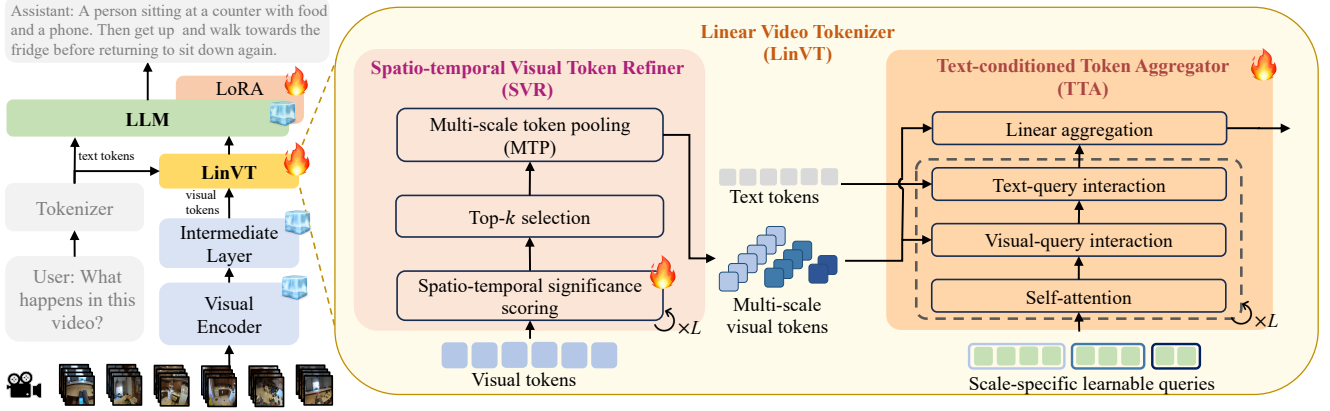 Assistant: A person sitting at a counter with food
and a phone. Then get up and walk towards the
fridge before returning to sit down again.
LoRA
LLM
text tokens
LinVT
visual
tokens
Tokenizer
Intermediate
Layer
User: What
happens in this
video?
Visual
Encoder
Linear Video Tokenizer
(LinVT)
Spatio-temporal Visual Token Refiner
(SVR)
Multi-scale token pooling
(MTP)
Top-k selection
Spatio-temporal significance
scoring
×L
Visual tokens
Text tokens
Multi-scale
visual tokens
Text-conditioned Token Aggregator
(TTA)
Linear aggregation
Text-query interaction
Visual-query interaction
Self-attention
×L
Scale-specific learnable queries